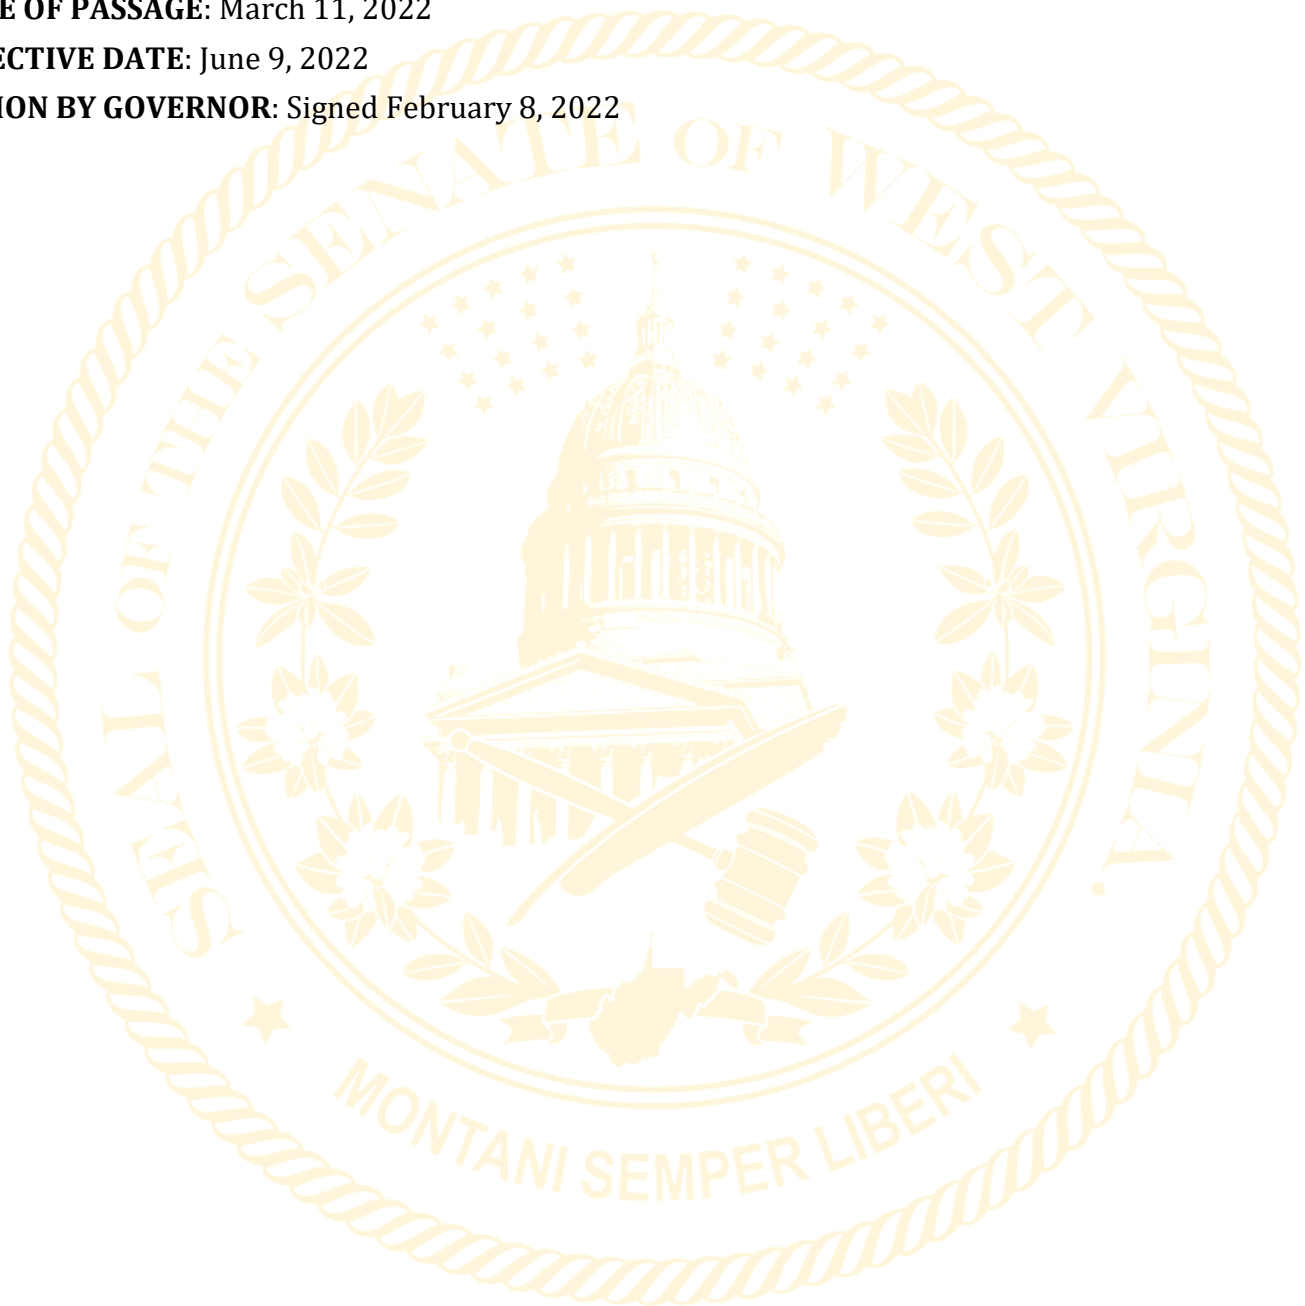 E OF PASSAGE: March 11, 2022
ECTIVE DATE: June 9, 2022
ION BY GOVERNOR: Signed February 8, 2022
SEAL OF THE SENATE OF WEST VIRGINIA.
MONTANI SEMPER LIBERI